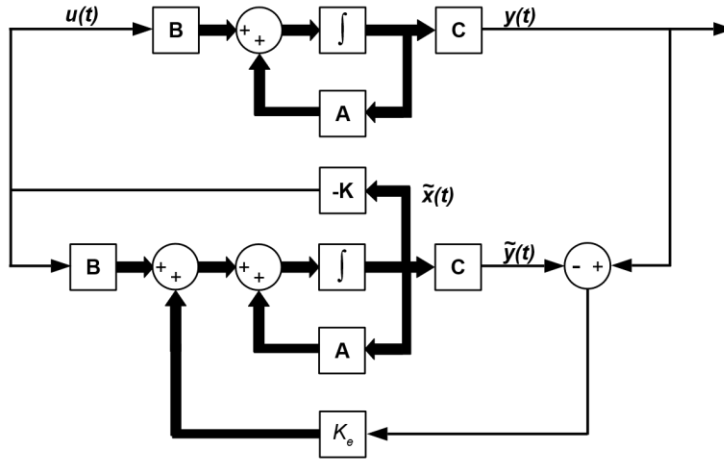 u(t) B + + ∫ C y(t)
A
-K x̃(t)
B + + + + ∫ C ỹ(t) - +
A
Ke